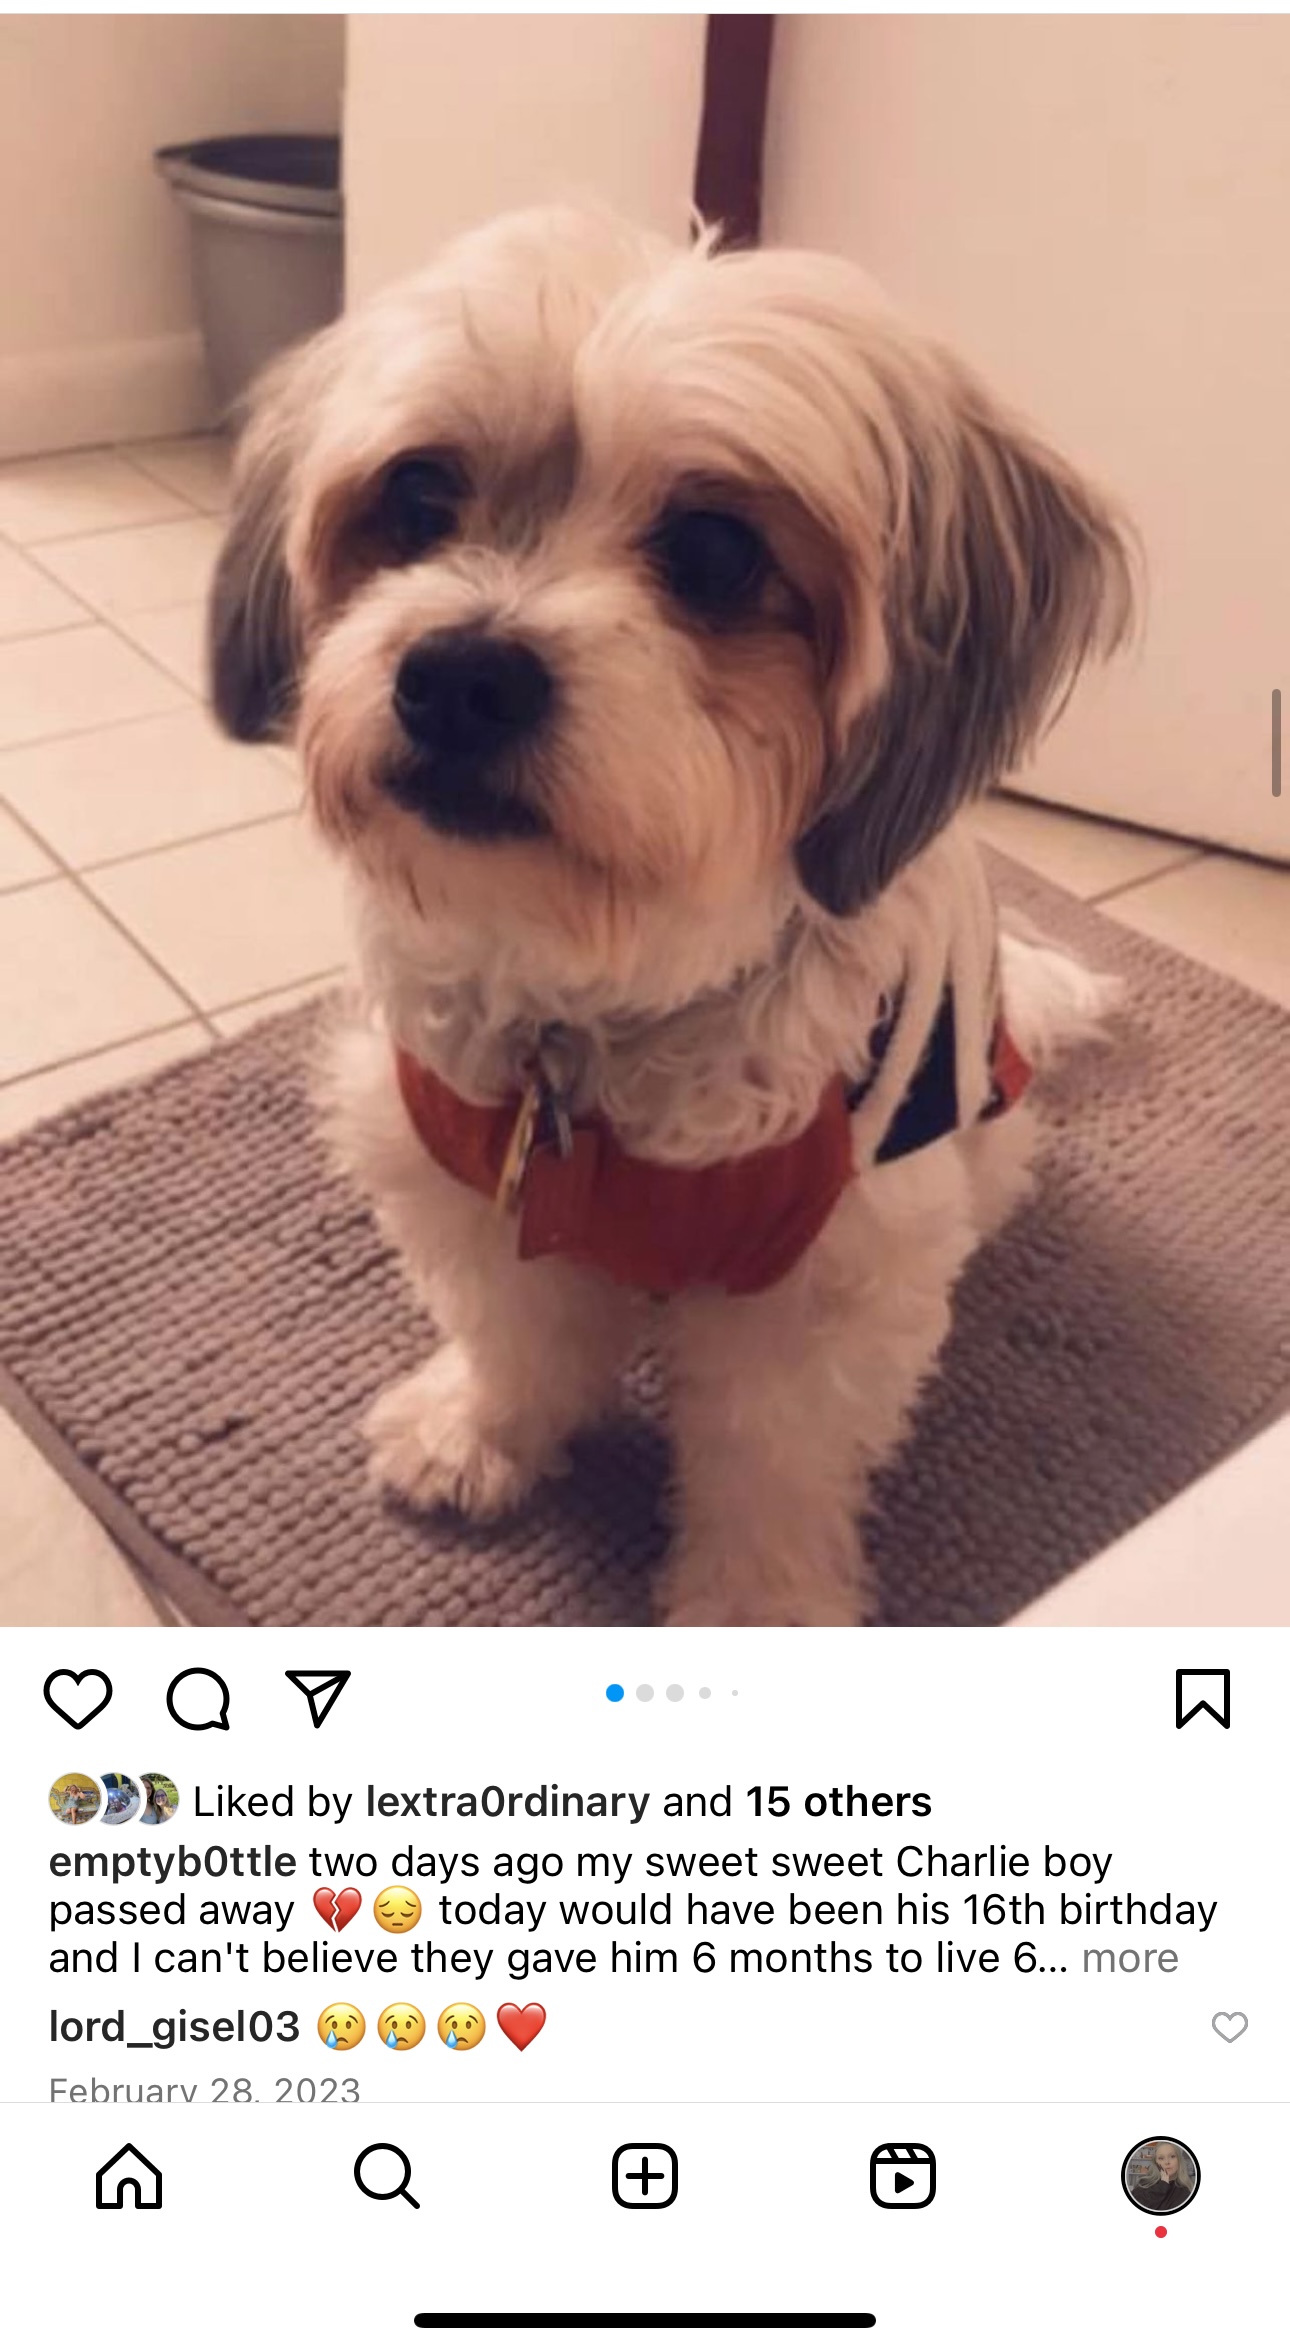 Liked by lextra0rdinary and 15 others
emptyb0ttle two days ago my sweet sweet Charlie boy
passed away 💔😔 today would have been his 16th birthday
and I can't believe they gave him 6 months to live 6... more
lord_gisel03 😢😢😢❤️
February 28, 2023